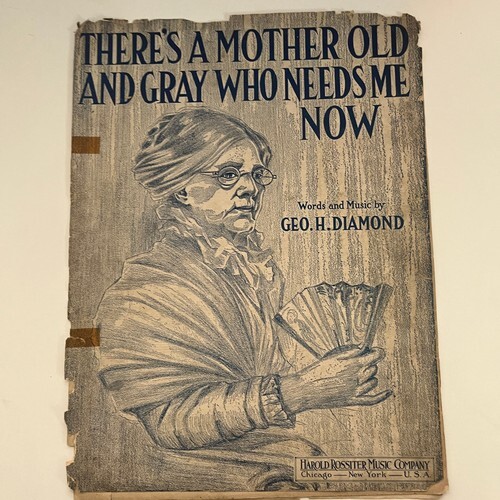 THERE'S A MOTHER OLD
AND GRAY WHO NEEDS ME
NOW
Words and Music by
GEO. H. DIAMOND
HAROLD ROSSITER MUSIC COMPANY
Chicago — New York — U.S.A.